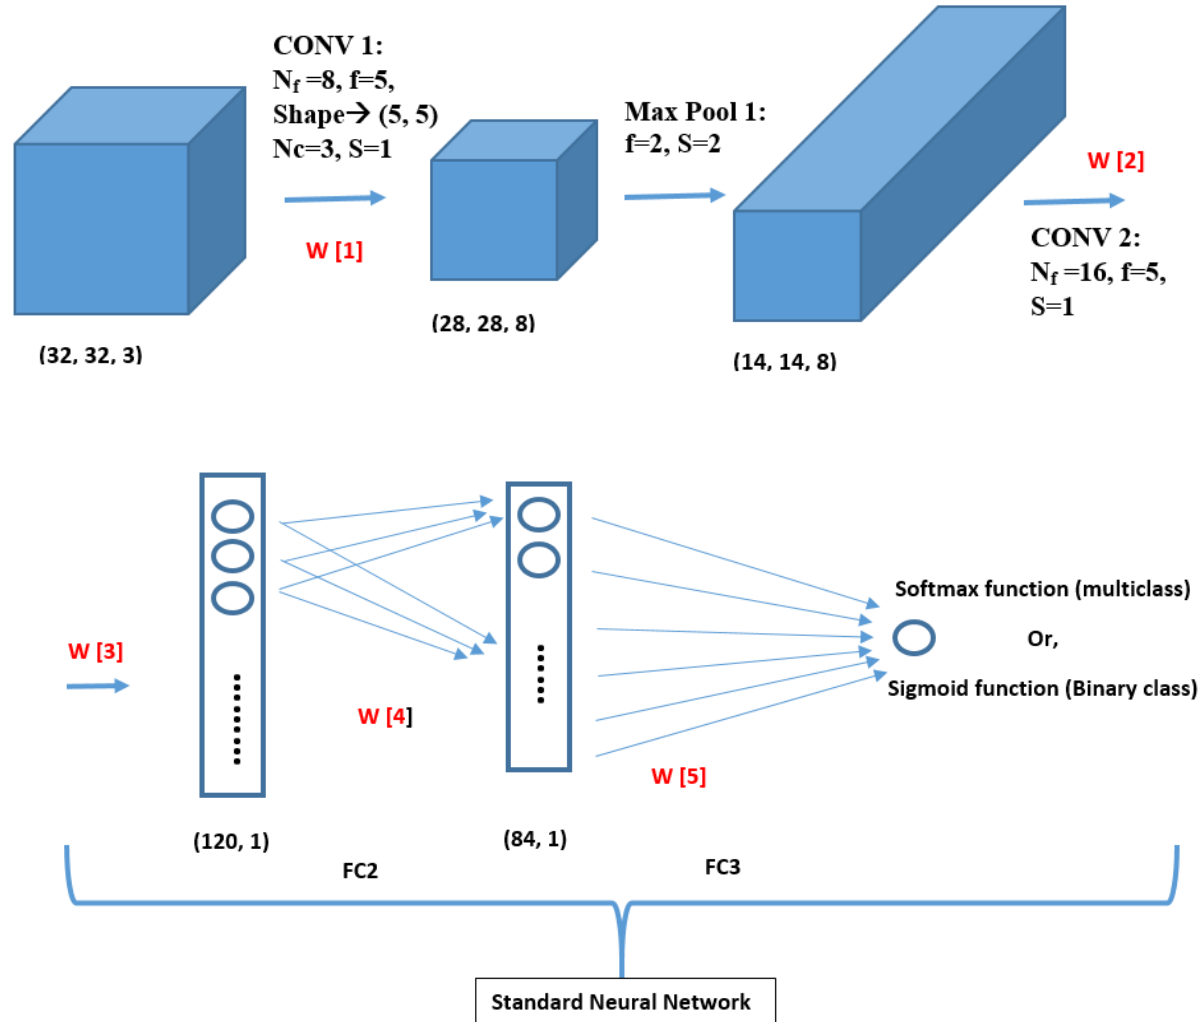 CONV 1:
Nf =8, f=5,
Shape→ (5, 5)
Nc=3, S=1
W [1]
(32, 32, 3)
(28, 28, 8)
Max Pool 1:
f=2, S=2
(14, 14, 8)
W [2]
CONV 2:
Nf =16, f=5,
S=1
W [3]
(120, 1)
W [4]
FC2
(84, 1)
W [5]
FC3
Softmax function (multiclass)
Or,
Sigmoid function (Binary class)
Standard Neural Network